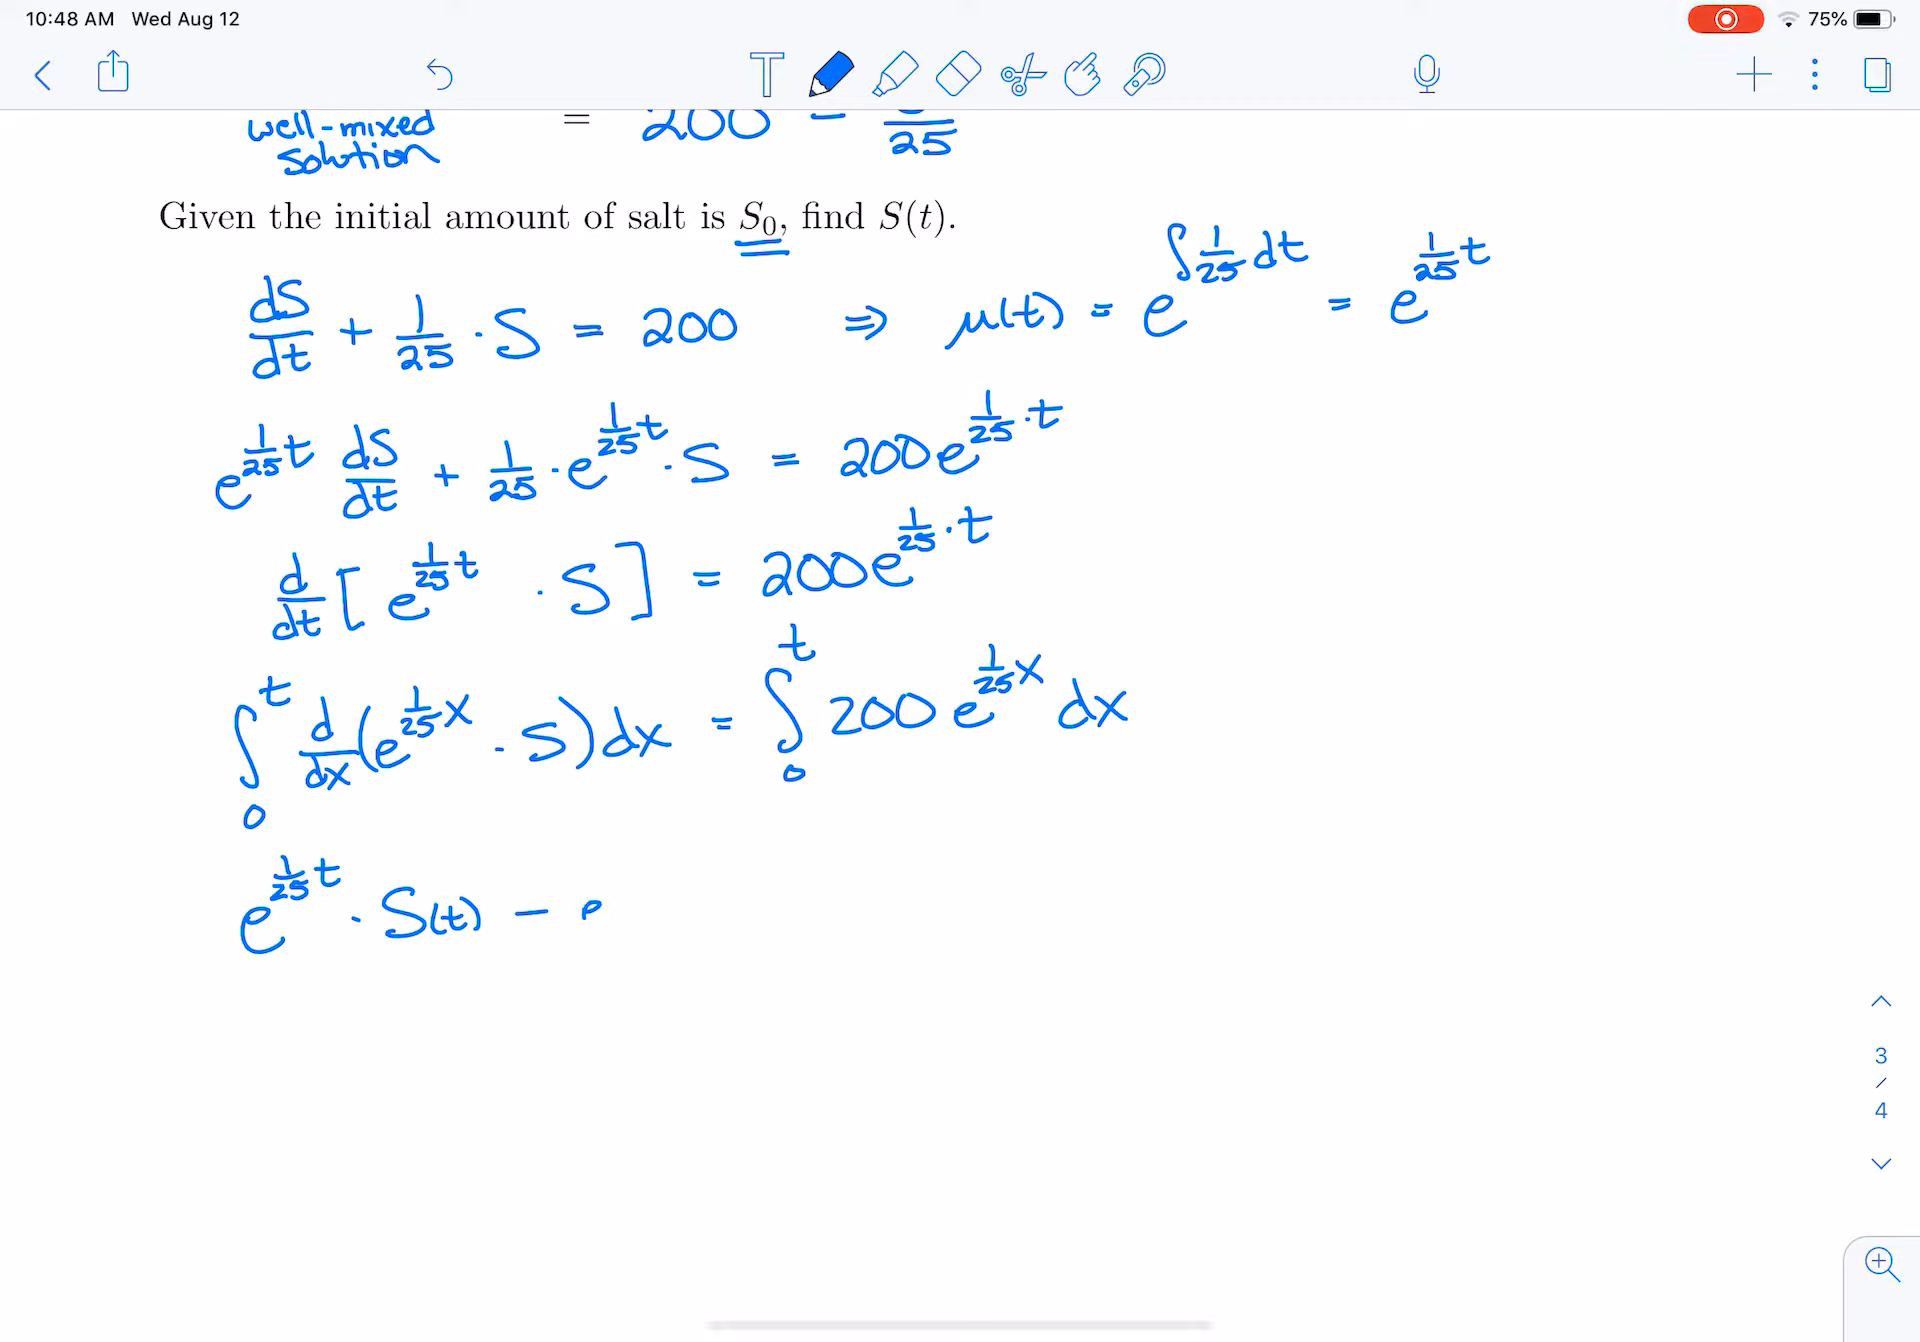 10:48 AM Wed Aug 12 75%
T
well-mixed
solution
= 200 - /25
Given the initial amount of salt is S₀, find S(t).
dS/dt + 1/25 · S = 200 ⇒ μ(t) = e^(∫ 1/25 dt) = e^(1/25 t)
e^(1/25 t) dS/dt + 1/25 · e^(1/25 t) · S = 200e^(1/25 · t)
d/dt [ e^(1/25 t) · S ] = 200e^(1/25 · t)
∫₀ᵗ d/dx (e^(1/25 x) · S) dx = ∫₀ᵗ 200 e^(1/25 x) dx
e^(1/25 t) · S(t) -
3
/
4